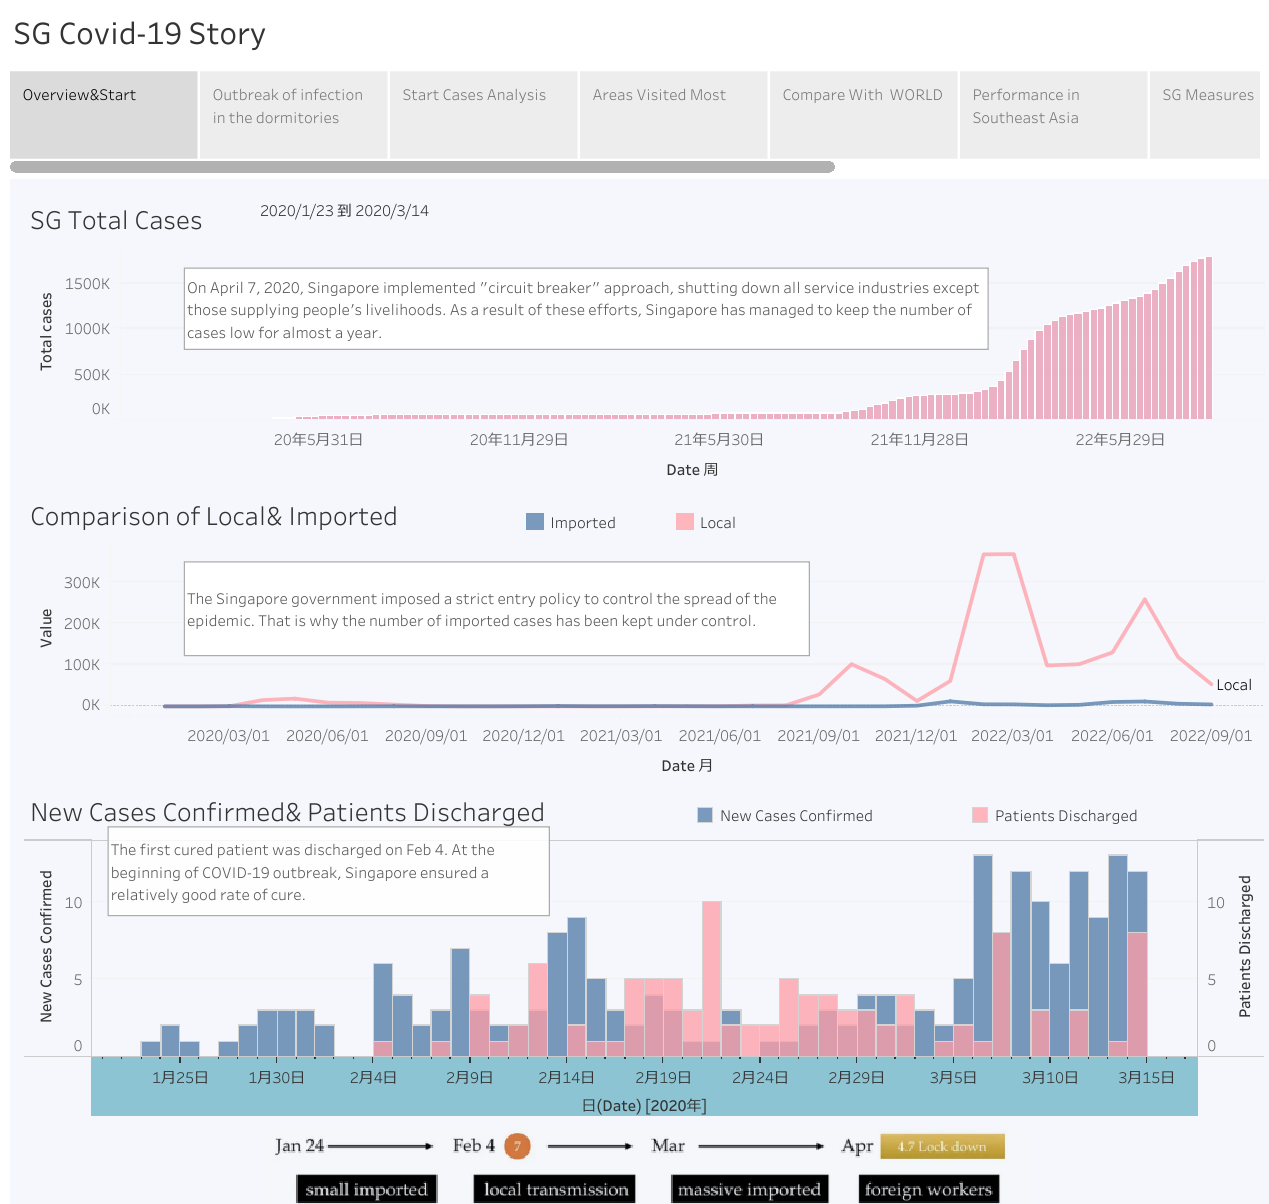 SG Covid-19 Story
Overview&Start
Outbreak of infection
in the dormitories
Start Cases Analysis
Areas Visited Most
Compare With WORLD
Performance in
Southeast Asia
SG Measures
SG Total Cases
2020/1/23 到 2020/3/14
On April 7, 2020, Singapore implemented "circuit breaker" approach, shutting down all service industries except
those supplying people's livelihoods. As a result of these efforts, Singapore has managed to keep the number of
cases low for almost a year.
Total cases
1500K
1000K
500K
0K
20年5月31日
20年11月29日
21年5月30日
21年11月28日
22年5月29日
Date 周
Comparison of Local& Imported
Imported
Local
The Singapore government imposed a strict entry policy to control the spread of the
epidemic. That is why the number of imported cases has been kept under control.
Value
300K
200K
100K
0K
Local
2020/03/01
2020/06/01
2020/09/01
2020/12/01
2021/03/01
2021/06/01
2021/09/01
2021/12/01
2022/03/01
2022/06/01
2022/09/01
Date 月
New Cases Confirmed& Patients Discharged
New Cases Confirmed
Patients Discharged
The first cured patient was discharged on Feb 4. At the
beginning of COVID-19 outbreak, Singapore ensured a
relatively good rate of cure.
New Cases Confirmed
10
5
0
Patients Discharged
10
5
0
1月25日
1月30日
2月4日
2月9日
2月14日
2月19日
2月24日
2月29日
3月5日
3月10日
3月15日
日(Date) [2020年]
Jan 24
Feb 4
7
Mar
Apr
4.7 Lock down
small imported
local transmission
massive imported
foreign workers